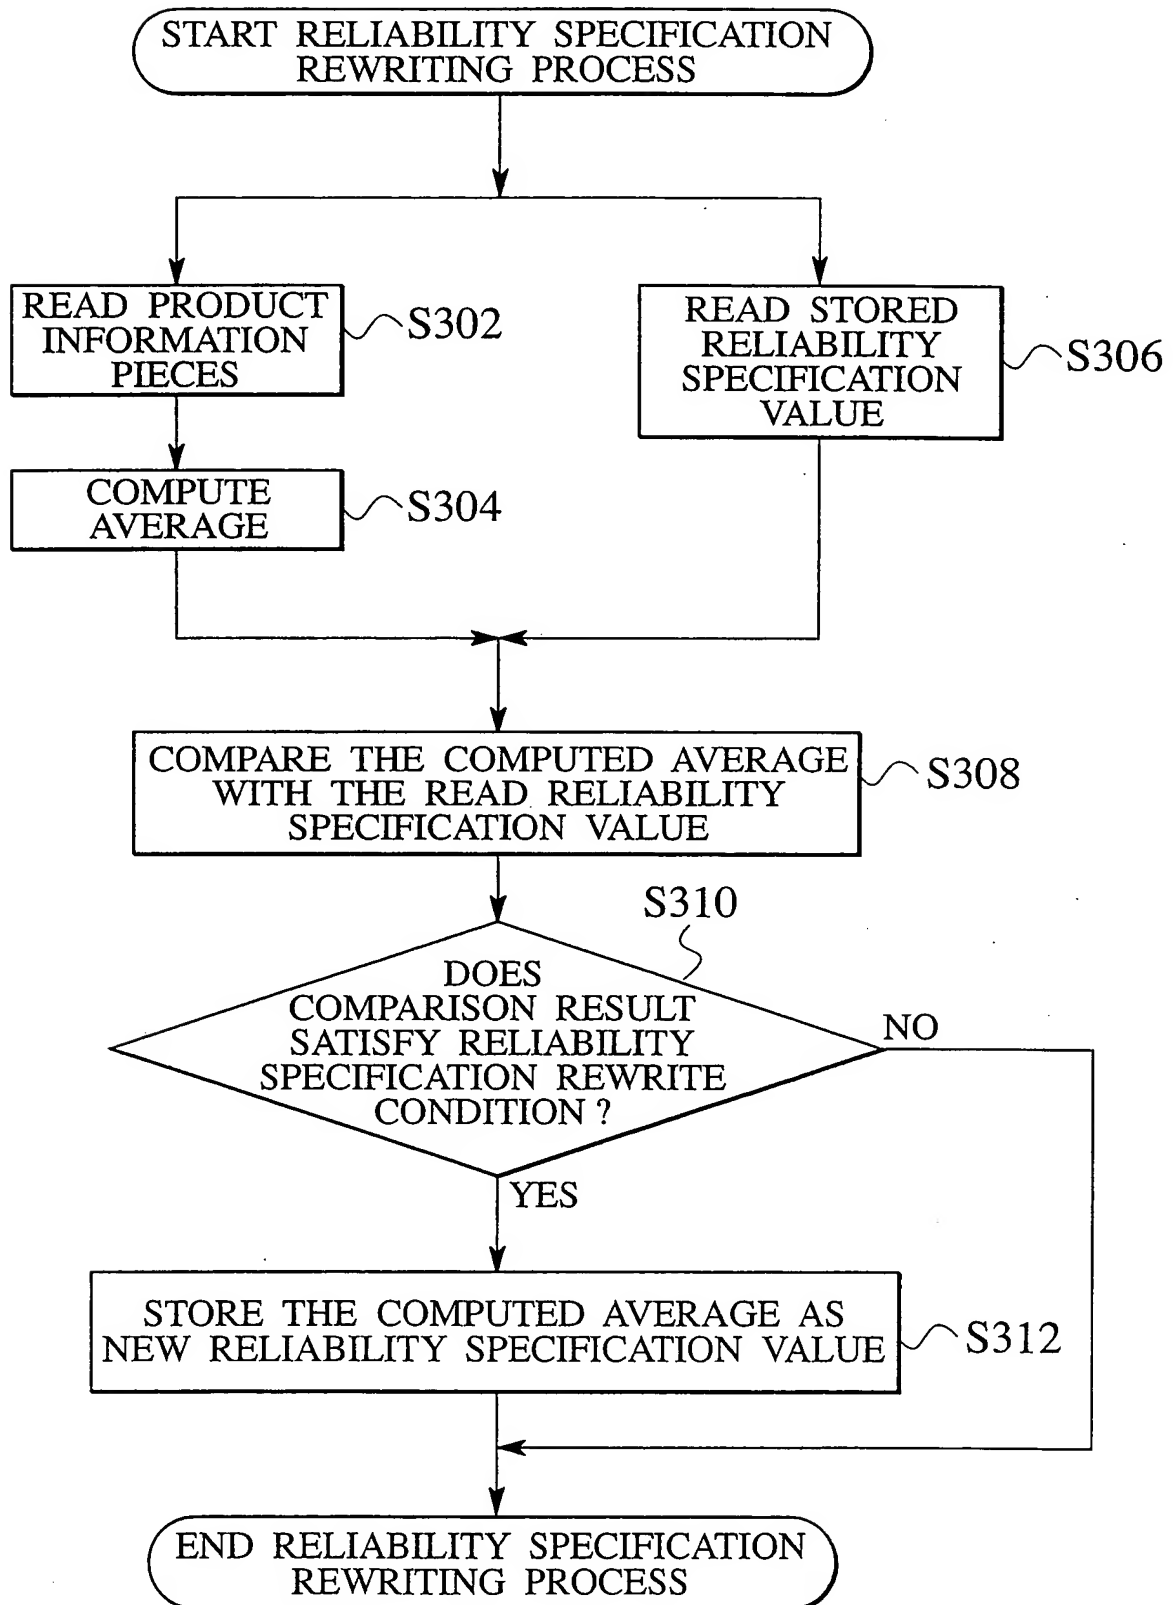 START RELIABILITY SPECIFICATION
REWRITING PROCESS
READ PRODUCT
INFORMATION
PIECES
S302
READ STORED
RELIABILITY
SPECIFICATION
VALUE
S306
COMPUTE
AVERAGE
S304
COMPARE THE COMPUTED AVERAGE
WITH THE READ RELIABILITY
SPECIFICATION VALUE
S308
S310
DOES
COMPARISON RESULT
SATISFY RELIABILITY
SPECIFICATION REWRITE
CONDITION ?
NO
YES
STORE THE COMPUTED AVERAGE AS
NEW RELIABILITY SPECIFICATION VALUE
S312
END RELIABILITY SPECIFICATION
REWRITING PROCESS